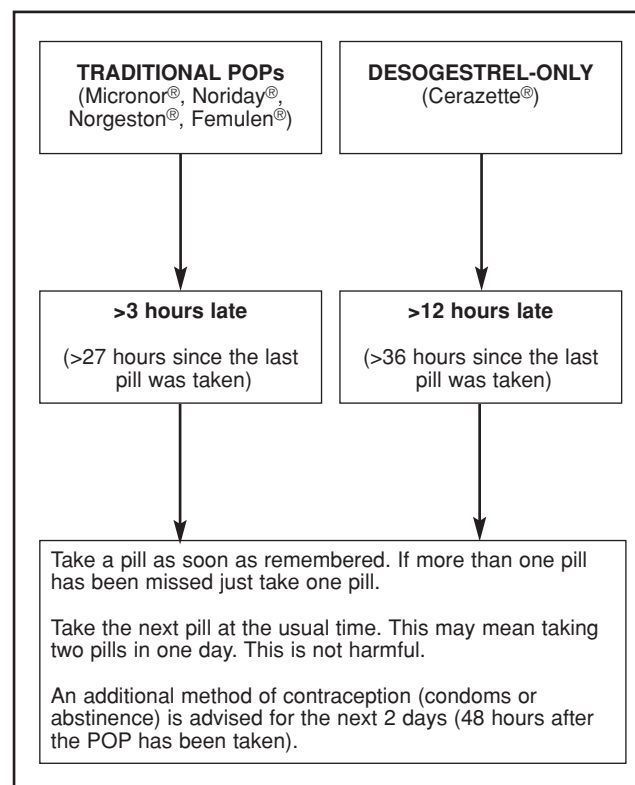 TRADITIONAL POPs
(Micronor®, Noriday®,
Norgeston®, Femulen®)
DESOGESTREL-ONLY
(Cerazette®)
>3 hours late
(>27 hours since the last
pill was taken)
>12 hours late
(>36 hours since the last
pill was taken)
Take a pill as soon as remembered. If more than one pill
has been missed just take one pill.
Take the next pill at the usual time. This may mean taking
two pills in one day. This is not harmful.
An additional method of contraception (condoms or
abstinence) is advised for the next 2 days (48 hours after
the POP has been taken).